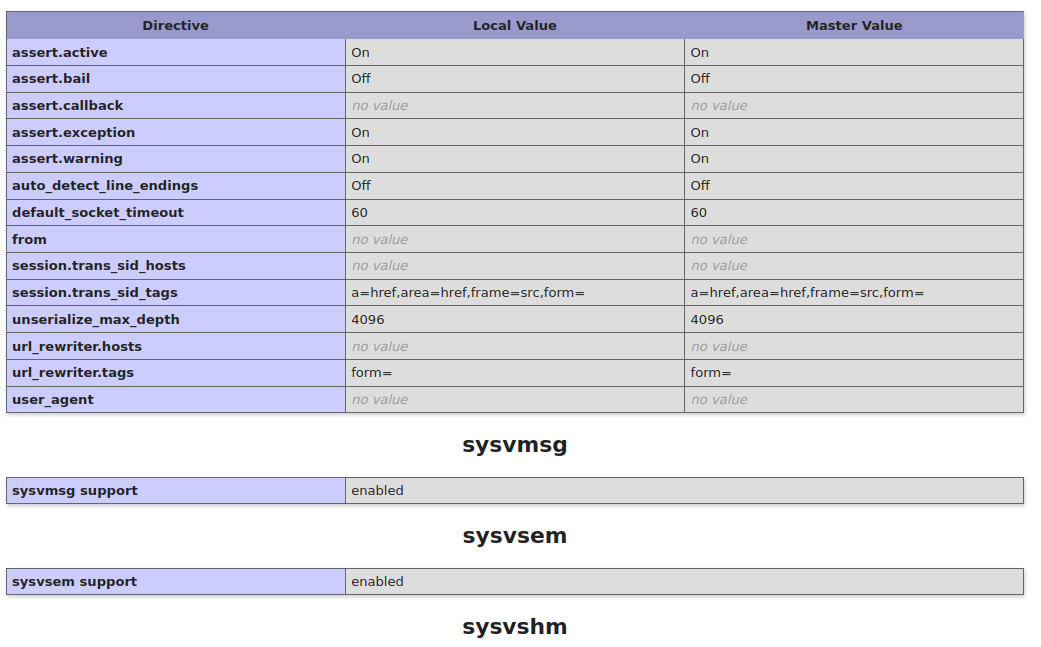 Directive Local Value Master Value
assert.active On On
assert.bail Off Off
assert.callback no value no value
assert.exception On On
assert.warning On On
auto_detect_line_endings Off Off
default_socket_timeout 60 60
from no value no value
session.trans_sid_hosts no value no value
session.trans_sid_tags a=href,area=href,frame=src,form= a=href,area=href,frame=src,form=
unserialize_max_depth 4096 4096
url_rewriter.hosts no value no value
url_rewriter.tags form= form=
user_agent no value no value
sysvmsg
sysvmsg support enabled
sysvsem
sysvsem support enabled
sysvshm